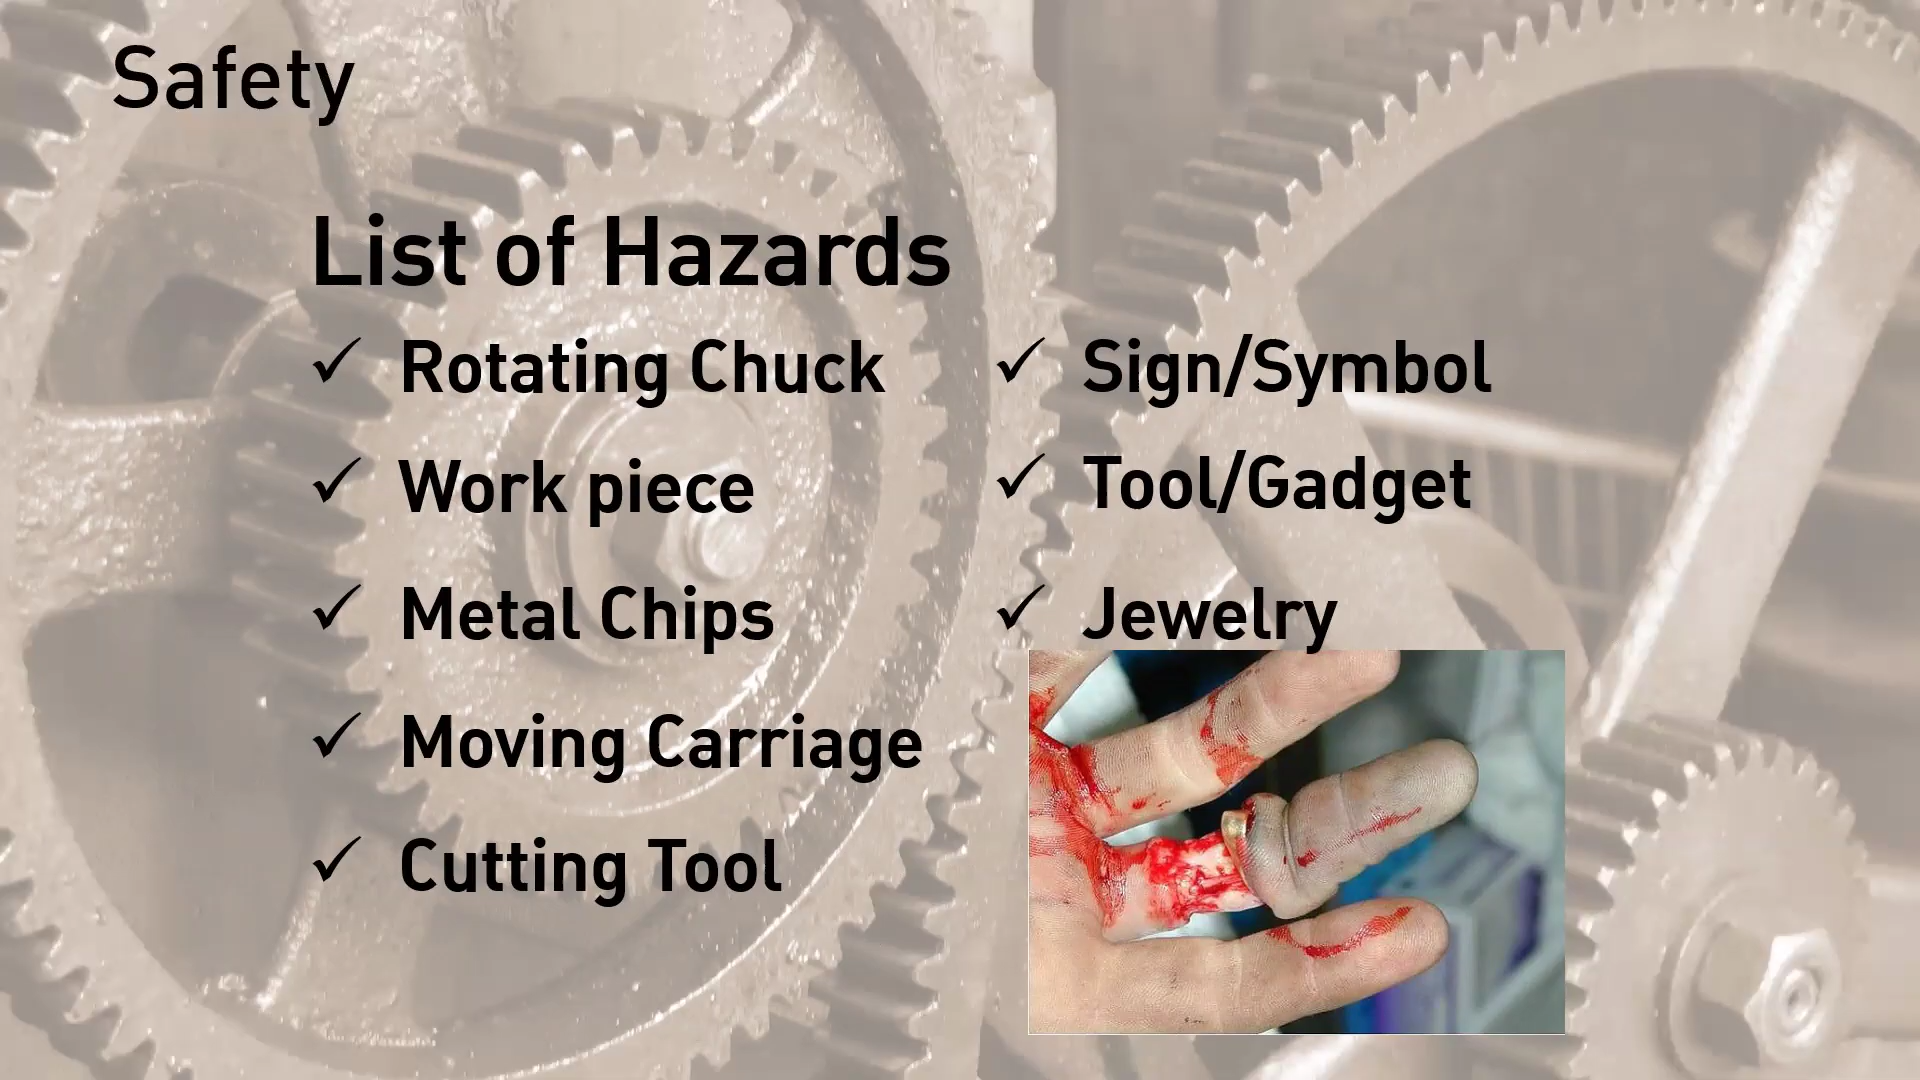 Safety
List of Hazards
✓ Rotating Chuck
✓ Work piece
✓ Metal Chips
✓ Moving Carriage
✓ Cutting Tool
✓ Sign/Symbol
✓ Tool/Gadget
✓ Jewelry